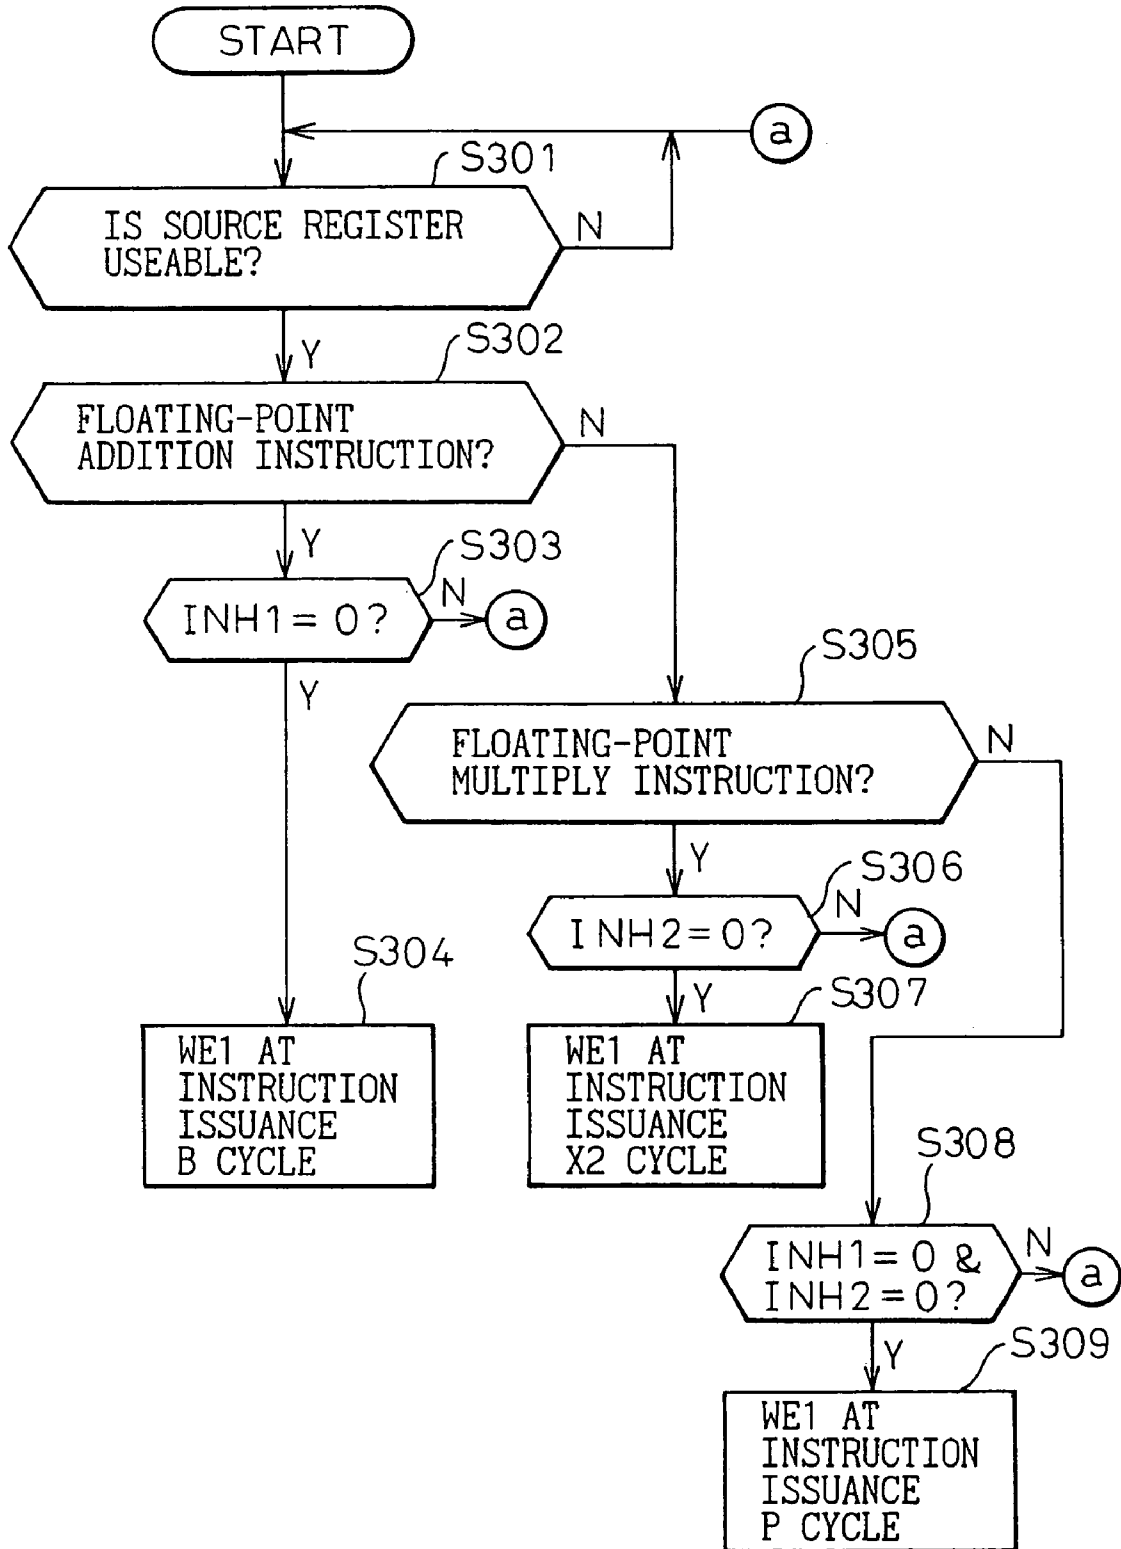 START
a
S301
IS SOURCE REGISTER
USEABLE?
N
Y
S302
FLOATING-POINT
ADDITION INSTRUCTION?
N
Y
S303
INH1=0?
N
a
Y
S305
FLOATING-POINT
MULTIPLY INSTRUCTION?
N
Y
S306
INH2=0?
N
a
Y
S304
WE1 AT
INSTRUCTION
ISSUANCE
B CYCLE
S307
WE1 AT
INSTRUCTION
ISSUANCE
X2 CYCLE
S308
INH1=0 &
INH2=0?
N
a
Y
S309
WE1 AT
INSTRUCTION
ISSUANCE
P CYCLE